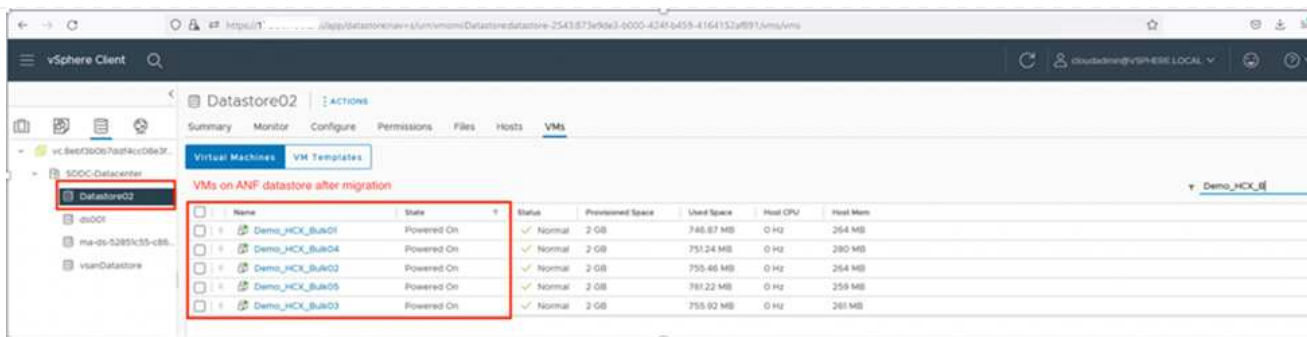 vSphere Client
cloudadmin@VSPHERE.LOCAL
Datastore02
ACTIONS
Summary Monitor Configure Permissions Files Hosts VMs
SDDC-Datacenter
Datastore02
ds001
vsanDatastore
Virtual Machines VM Templates
VMs on ANF datastore after migration
Demo_HCX_B
Name State Status Provisioned Space Used Space Host CPU Host Mem
Demo_HCX_Bulk01 Powered On Normal 2 GB 746.87 MB 0 Hz 264 MB
Demo_HCX_Bulk04 Powered On Normal 2 GB 751.24 MB 0 Hz 280 MB
Demo_HCX_Bulk02 Powered On Normal 2 GB 755.46 MB 0 Hz 264 MB
Demo_HCX_Bulk05 Powered On Normal 2 GB 761.22 MB 0 Hz 259 MB
Demo_HCX_Bulk03 Powered On Normal 2 GB 755.92 MB 0 Hz 261 MB